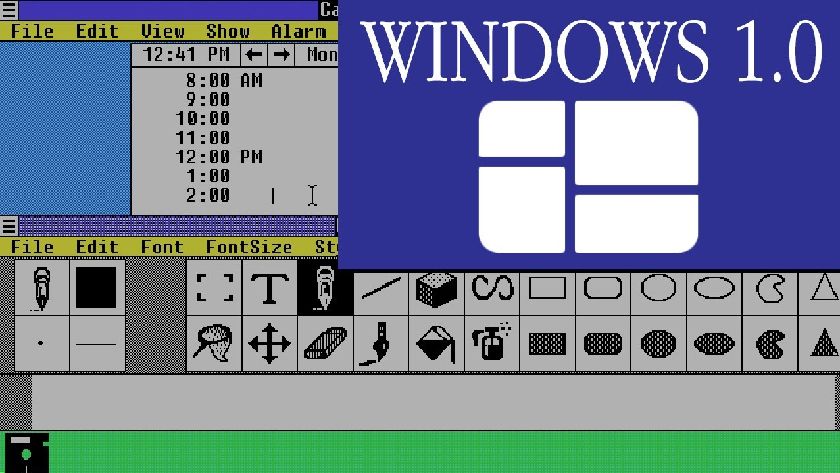 Ca
File Edit View Show Alarm
WINDOWS 1.0
12:41 PM ← → Mon
8:00 AM
9:00
10:00
11:00
12:00 PM
1:00
2:00
File Edit Font FontSize St
T